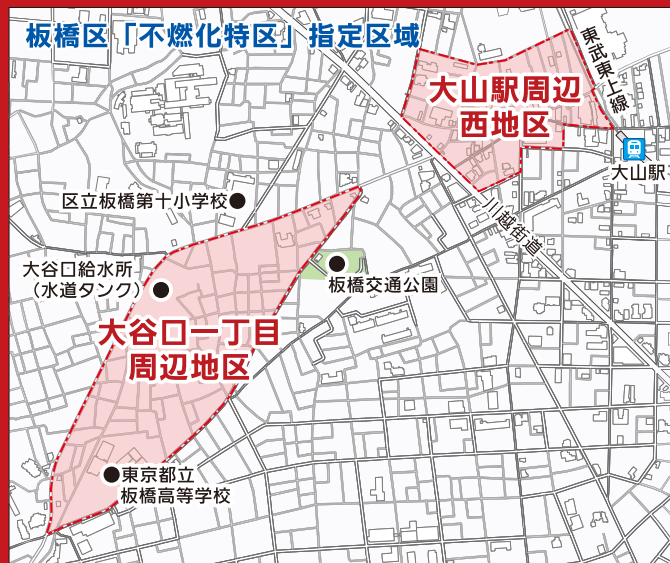 板橋区「不燃化特区」指定区域
東武東上線
大山駅周辺
西地区
大山駅
区立板橋第十小学校
川越街道
大谷口給水所
（水道タンク）
板橋交通公園
大谷口一丁目
周辺地区
東京都立
板橋高等学校